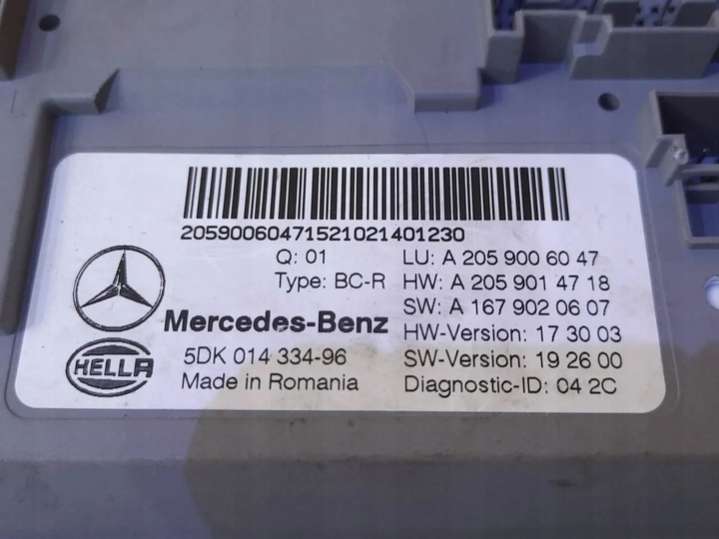 2059006047152102140​1230
Q: 01 LU: A 205 900 60 47
Type: BC-R HW: A 205 901 47 18
SW: A 167 902 06 07
Mercedes-Benz HW-Version: 17 30 03
HELLA 5DK 014 334-96 SW-Version: 19 26 00
Made in Romania Diagnostic-ID: 04 2C